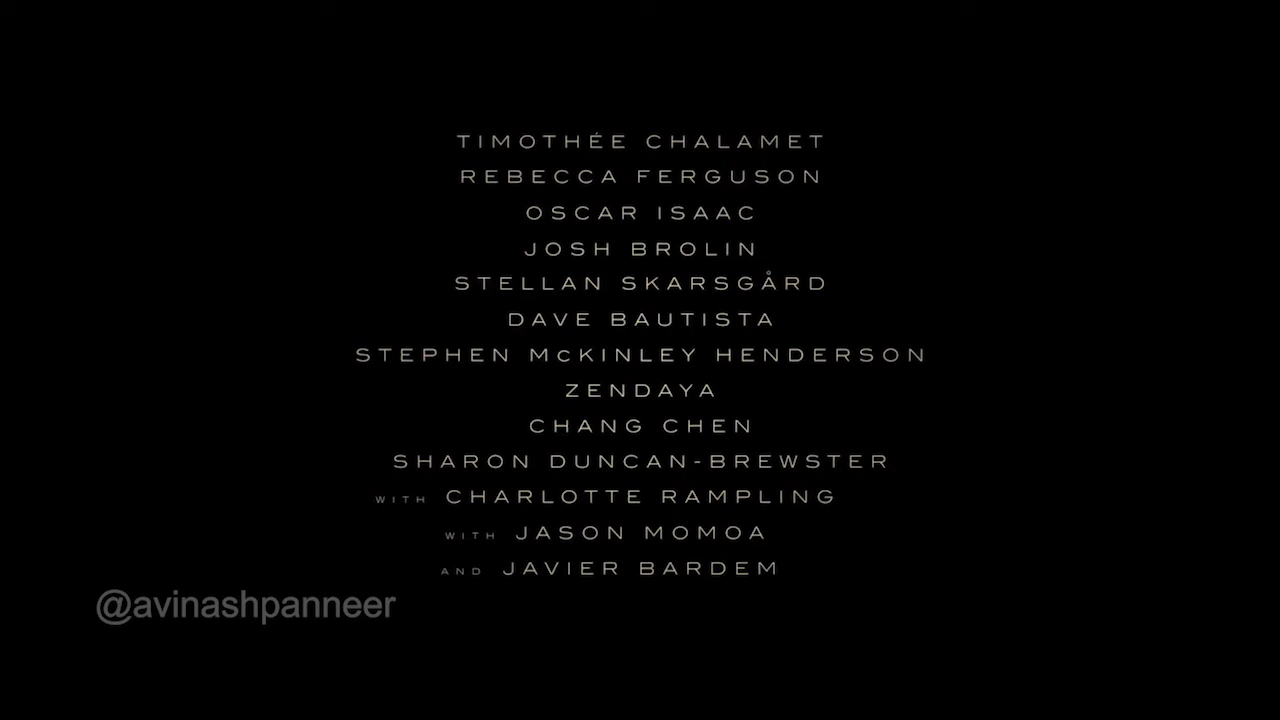 TIMOTHÉE CHALAMET
REBECCA FERGUSON
OSCAR ISAAC
JOSH BROLIN
STELLAN SKARSGÅRD
DAVE BAUTISTA
STEPHEN McKINLEY HENDERSON
ZENDAYA
CHANG CHEN
SHARON DUNCAN-BREWSTER
WITH CHARLOTTE RAMPLING
WITH JASON MOMOA
AND JAVIER BARDEM
@avinashpanneer